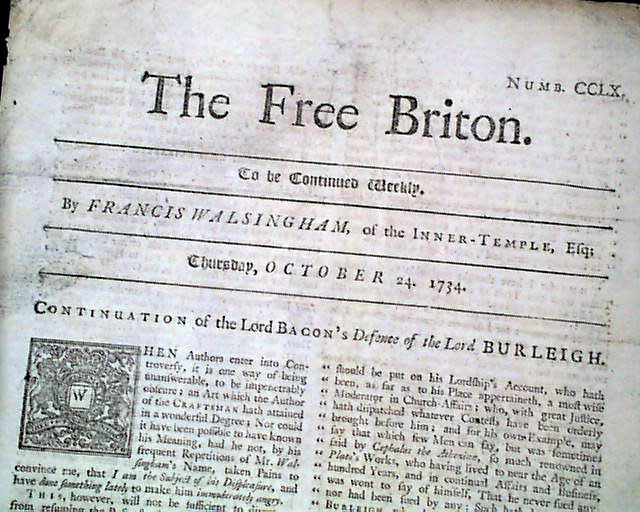 NUMB. CCLX.
The Free Briton.
To be Continued Weekly.
By FRANCIS WALSINGHAM, of the INNER-TEMPLE, Esq;
Thursday, OCTOBER 24. 1734.
CONTINUATION of the Lord BACON's Defence of the Lord BURLEIGH.
W
HEN Authors enter into Con-
troversy, it is one way of being
unanswerable, to be impenetrably
obscure; an Art which the Author
of the CRAFTSMAN hath attained
in a wonderful Degree; Nor could
it have been possible to have known
his Meaning, had he not, by his
frequent Repetitions of Mr. Wal-
singham's Name, taken Pains to
convince me, that I am the Subject of his Displeasure, and
have done something lately to make him immoderately angry.
THIS, however, will not be sufficient to
“ should be put on his Lordship's Account, who hath
“ been, as far as to his Place appertaineth, a most wise
“ Moderator in Church-Affairs; who, with great Justice,
“ hath dispatched whatever Contests have been orderly
“ brought before him; and for his own Example, may
“ say that which few Men can say, but was sometimes
“ said by Cephalus the Athenian, so much renowned in
“ Plato's Works, who having lived to near the Age of an
“ hundred Years, and in continual Affairs and Business,
“ was wont to say of himself, That he never sued any
“ nor had been sued by any; Such hath